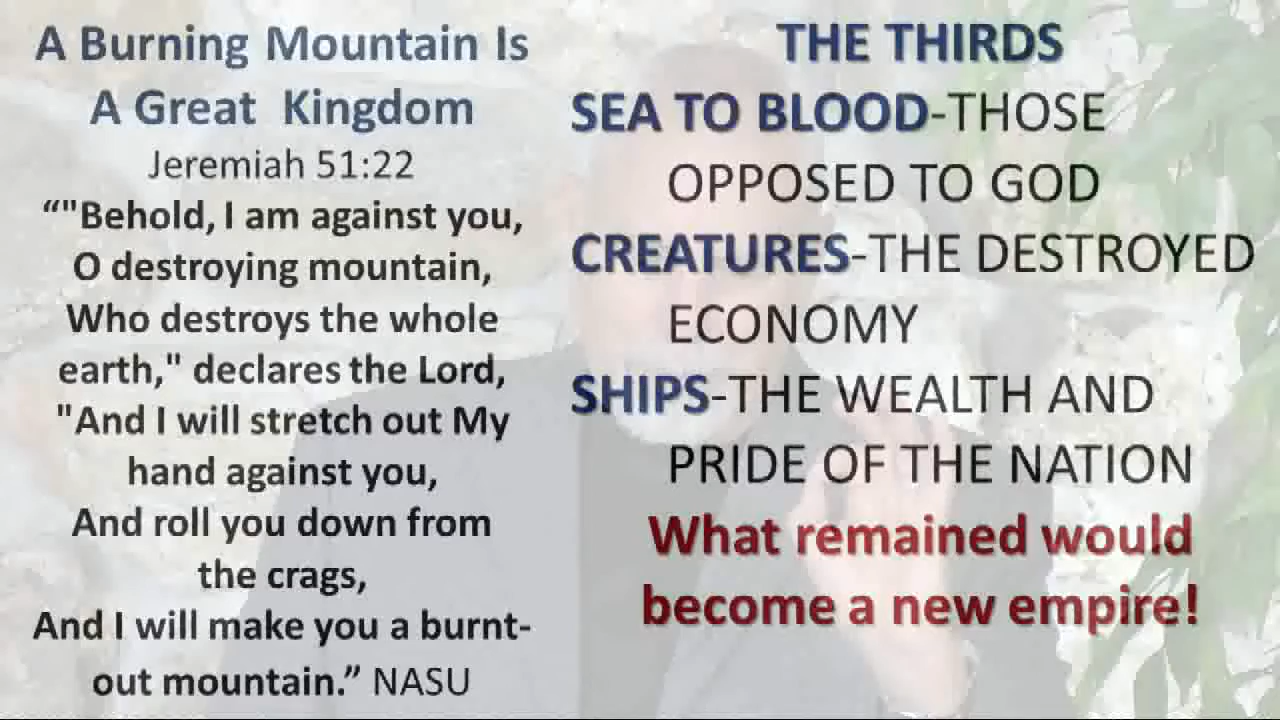 A Burning Mountain Is
A Great Kingdom
Jeremiah 51:22
“"Behold, I am against you,
O destroying mountain,
Who destroys the whole
earth," declares the Lord,
"And I will stretch out My
hand against you,
And roll you down from
the crags,
And I will make you a burnt-
out mountain.” NASU
THE THIRDS
SEA TO BLOOD-THOSE
OPPOSED TO GOD
CREATURES-THE DESTROYED
ECONOMY
SHIPS-THE WEALTH AND
PRIDE OF THE NATION
What remained would
become a new empire!